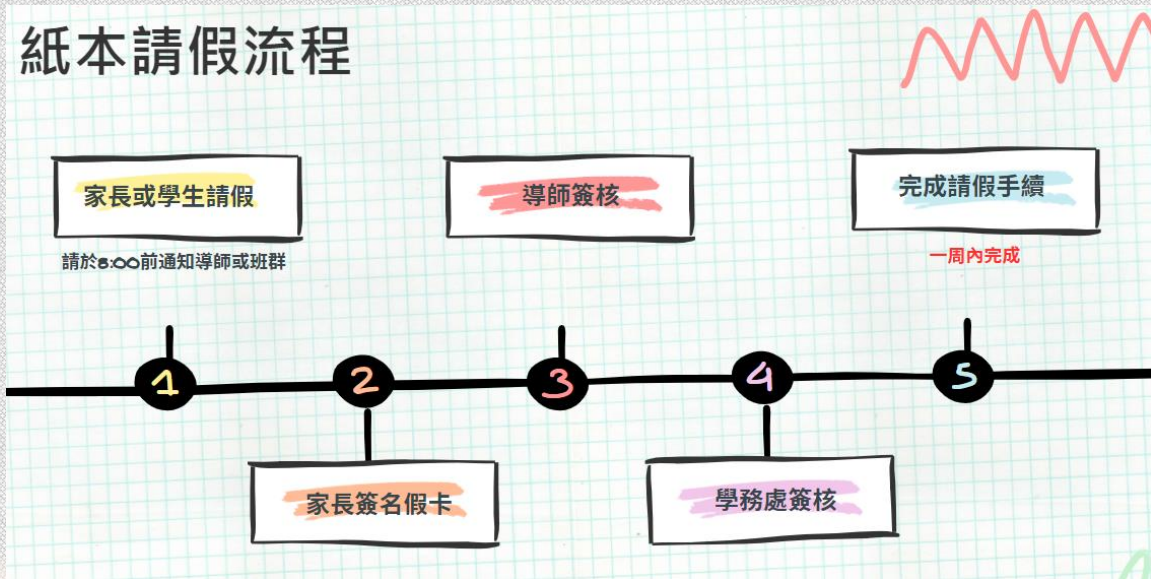 紙本請假流程
家長或學生請假
請於8:00前通知導師或班群
導師簽核
完成請假手續
一周內完成
1
2
3
4
5
家長簽名假卡
學務處簽核